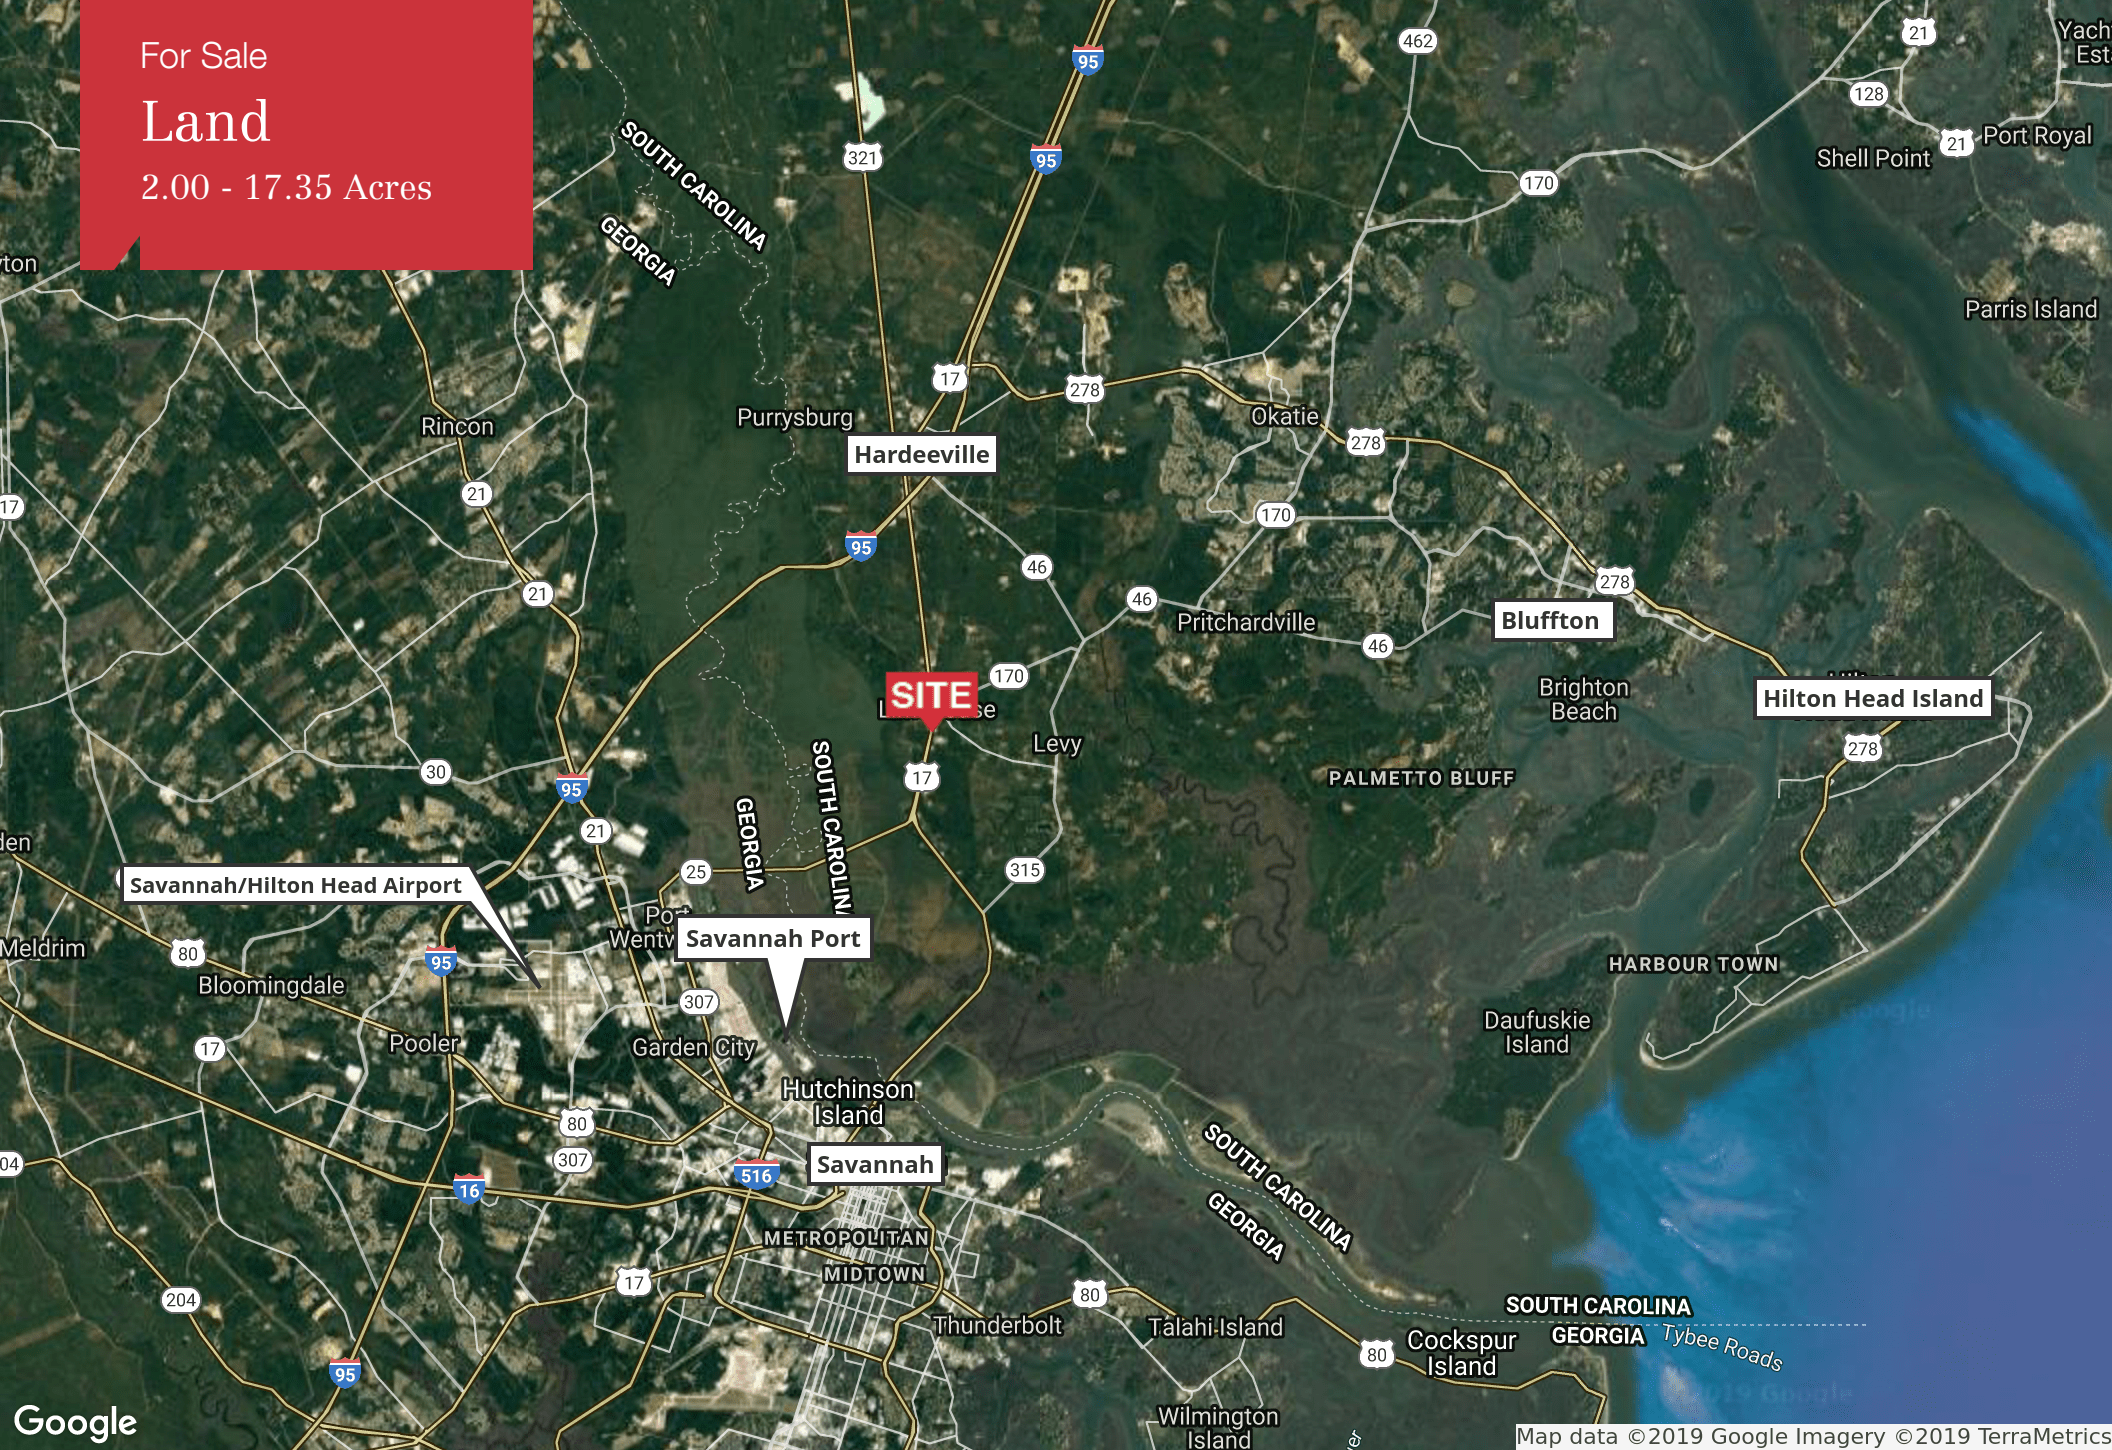 For Sale
Land
2.00 - 17.35 Acres
95
462
21
Yach
Est
128
321
95
21
Port Royal
Shell Point
170
SOUTH CAROLINA
GEORGIA
Parris Island
17
278
Purrysburg
Okatie
Rincon
278
Hardeeville
21
17
170
95
46
278
21
46
Pritchardville
Bluffton
46
170
SITE
Brighton
Beach
Hilton Head Island
Levy
278
30
17
PALMETTO BLUFF
95
21
SOUTH CAROLINA
GEORGIA
25
315
Savannah/Hilton Head Airport
Port
Wentw
Savannah Port
Meldrim
80
95
HARBOUR TOWN
Bloomingdale
307
Daufuskie
Island
17
Pooler
Garden City
Hutchinson
Island
80
307
04
Savannah
516
16
SOUTH CAROLINA
GEORGIA
METROPOLITAN
MIDTOWN
17
204
80
Thunderbolt
Talahi Island
SOUTH CAROLINA
GEORGIA
Tybee Roads
Cockspur
Island
80
95
Wilmington
Island
Google
Map data ©2019 Google Imagery ©2019 TerraMetrics